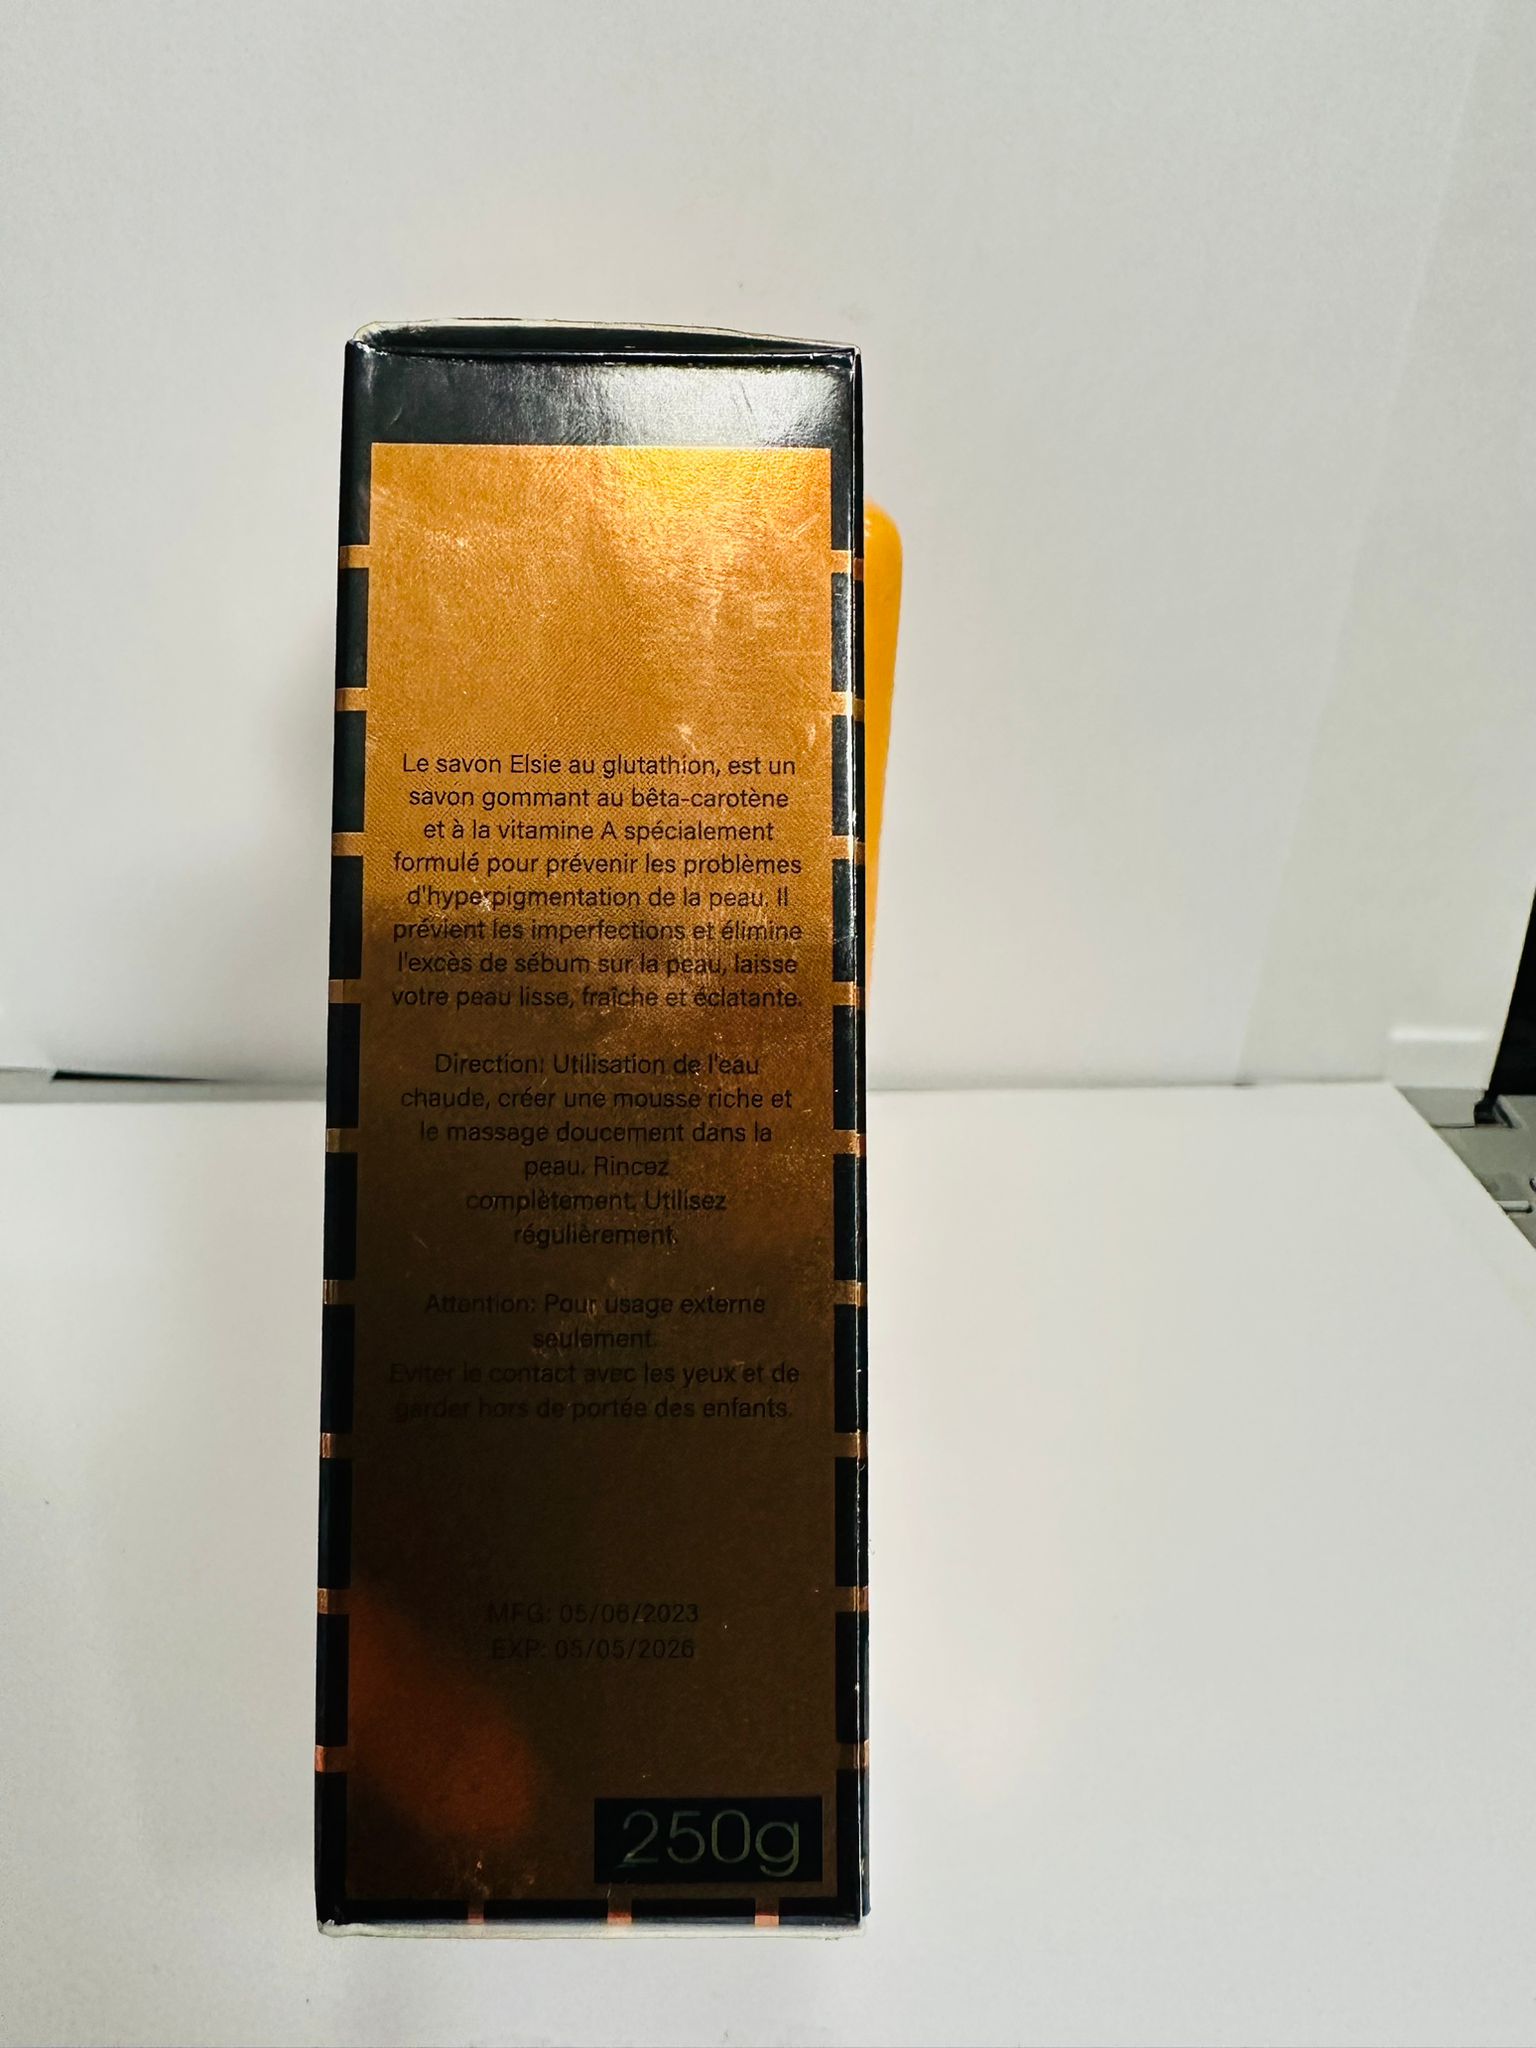 Le savon Elsie au glutathion, est un
savon gommant au bêta-carotène
et à la vitamine A spécialement
formulé pour prévenir les problèmes
d'hyperpigmentation de la peau. Il
prévient les imperfections et élimine
l'excès de sébum sur la peau, laisse
votre peau lisse, fraîche et éclatante.
Direction: Utilisation de l'eau
chaude, créer une mousse riche et
le massage doucement dans la
peau. Rincez
complètement. Utilisez
régulièrement.
Attention: Pour usage externe
seulement.
Eviter le contact avec les yeux et de
garder hors de portée des enfants.
MFG: 05/06/2023
EXP: 05/05/2026
250g